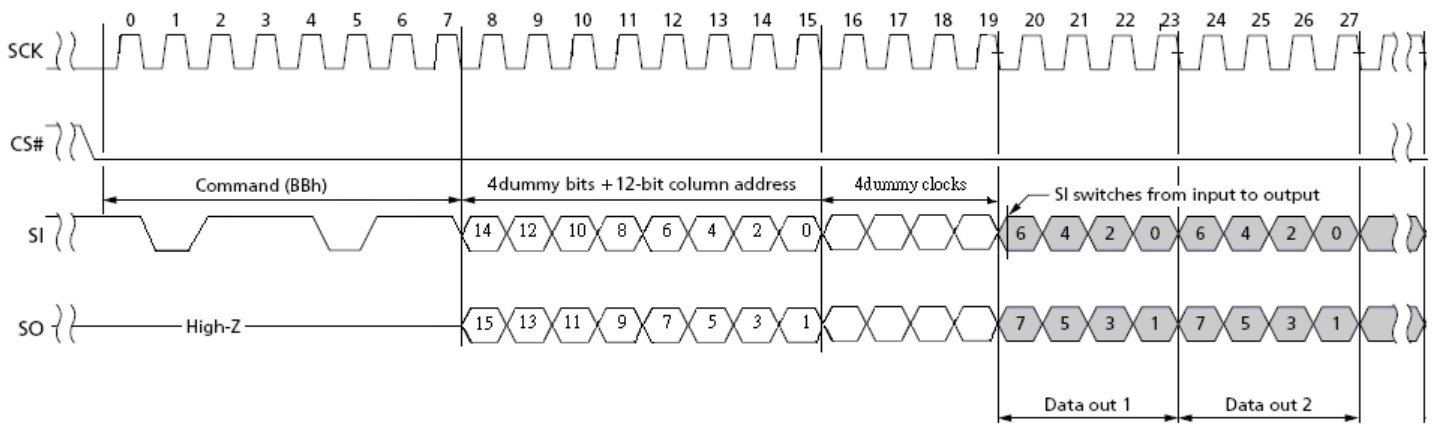 0 1 2 3 4 5 6 7 8 9 10 11 12 13 14 15 16 17 18 19 20 21 22 23 24 25 26 27
SCK
CS#
Command (BBh) 4dummy bits + 12-bit column address 4dummy clocks
SI switches from input to output
SI 14 12 10 8 6 4 2 0 6 4 2 0 6 4 2 0
SO High-Z 15 13 11 9 7 5 3 1 7 5 3 1 7 5 3 1
Data out 1 Data out 2